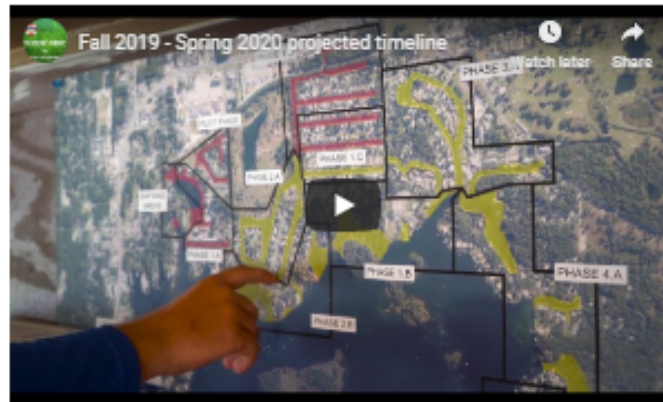 Fall 2019 - Spring 2020 projected timeline
Watch later
Share
PHASE 3.
PILOT PHASE
PHASE 1.C
PHASE 2.A
PHASE 1.A
PHASE 1.B
PHASE 4.A
PHASE 2.B